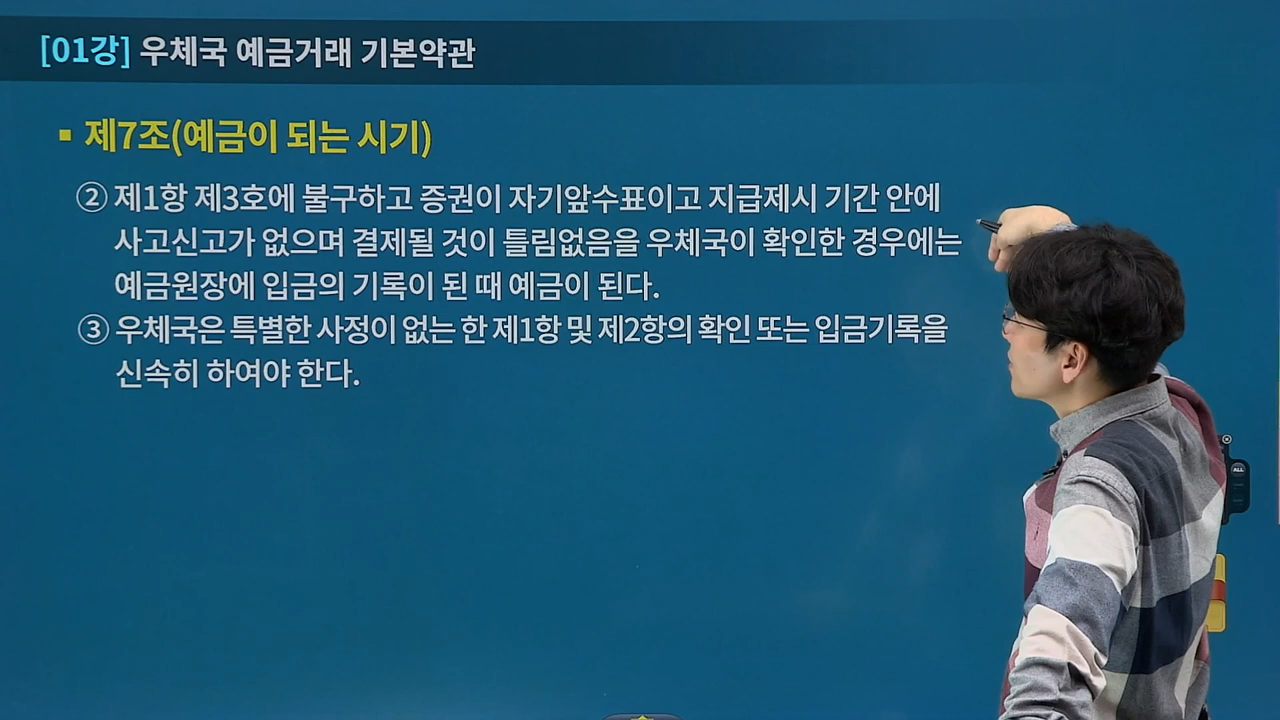 [01강] 우체국 예금거래 기본약관
▪ 제7조(예금이 되는 시기)
② 제1항 제3호에 불구하고 증권이 자기앞수표이고 지급제시 기간 안에
사고신고가 없으며 결제될 것이 틀림없음을 우체국이 확인한 경우에는
예금원장에 입금의 기록이 된 때 예금이 된다.
③ 우체국은 특별한 사정이 없는 한 제1항 및 제2항의 확인 또는 입금기록을
신속히 하여야 한다.
ALL